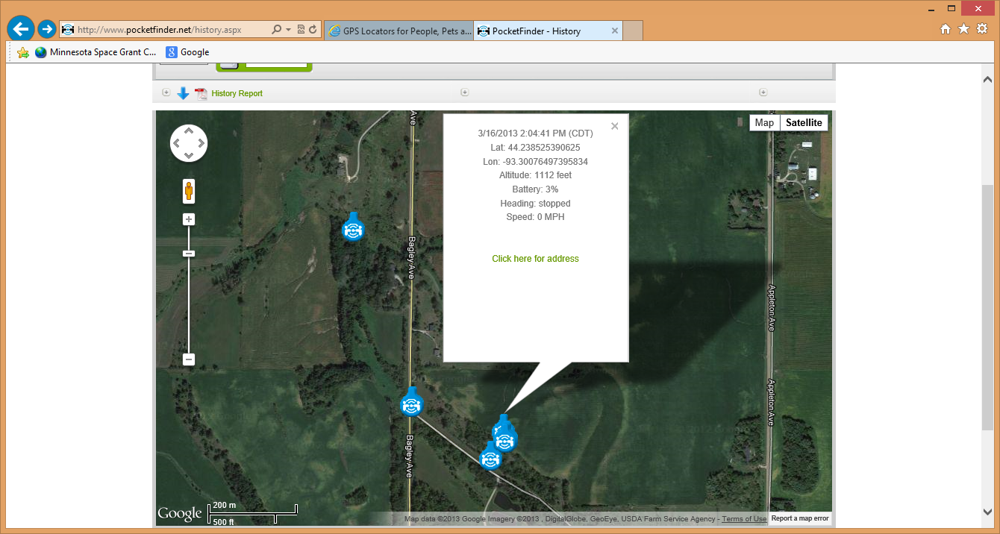 http://www.pocketfinder.net/history.aspx
GPS Locators for People, Pets a...
PocketFinder - History
Minnesota Space Grant C...
Google
History Report
Ave
3/16/2013 2:04:41 PM (CDT)
Lat: 44.238525390625
Lon: -93.30076497395834
Altitude: 1112 feet
Battery: 3%
Heading: stopped
Speed: 0 MPH
Click here for address
Map
Satellite
Bagley Ave
Appleton Ave
Appleton Ave
Bagley Ave
Google
200 m
500 ft
Map data ©2013 Google Imagery ©2013 , DigitalGlobe, GeoEye, USDA Farm Service Agency - Terms of Use
Report a map error